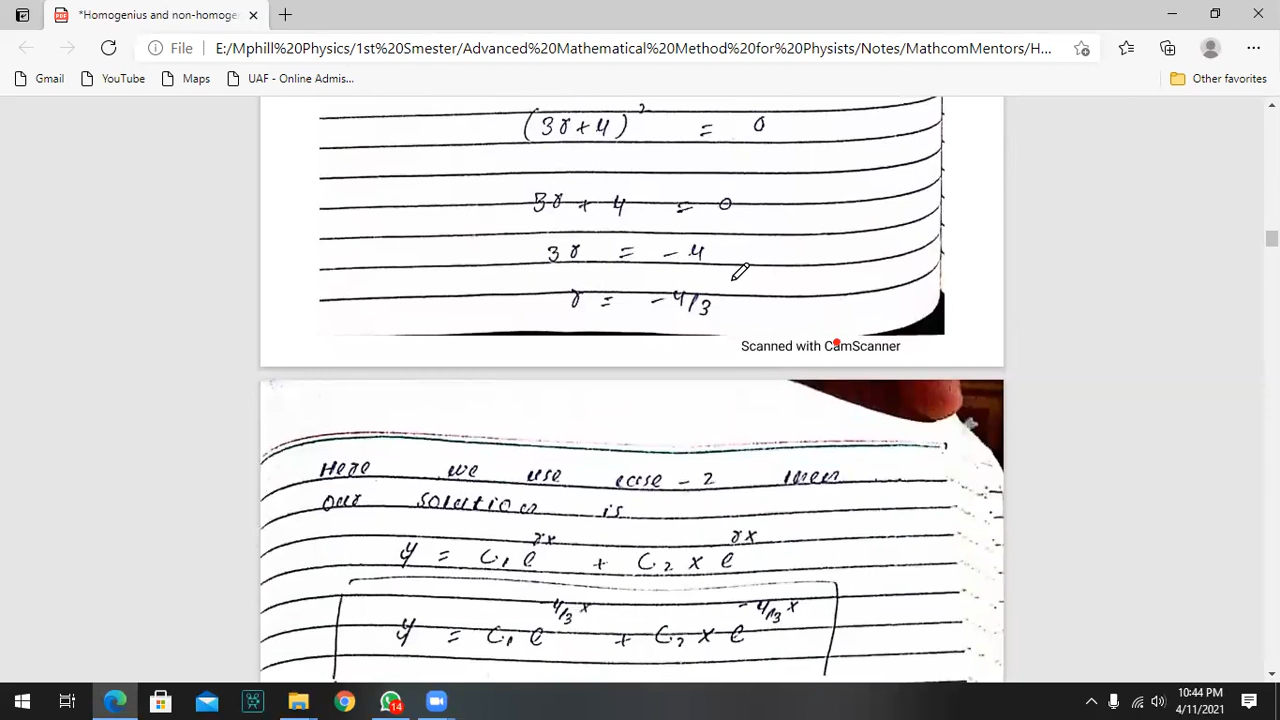 *Homogenius and non-homogen
File
E:/Mphill%20Physics/1st%20Smester/Advanced%20Mathematical%20Method%20for%20Physists/Notes/MathcomMentors/H...
Gmail
YouTube
Maps
UAF - Online Admis...
Other favorites
(3r+4)² = 0
3r + 4 = 0
3r = -4
r = -4/3
Scanned with CamScanner
Here we use case - 2 then
our solution is
y = C₁ e^rx + C₂ x e^rx
y = C₁ e^4/3 x + C₂ x e^-4/3 x
14
10:44 PM
4/11/2021